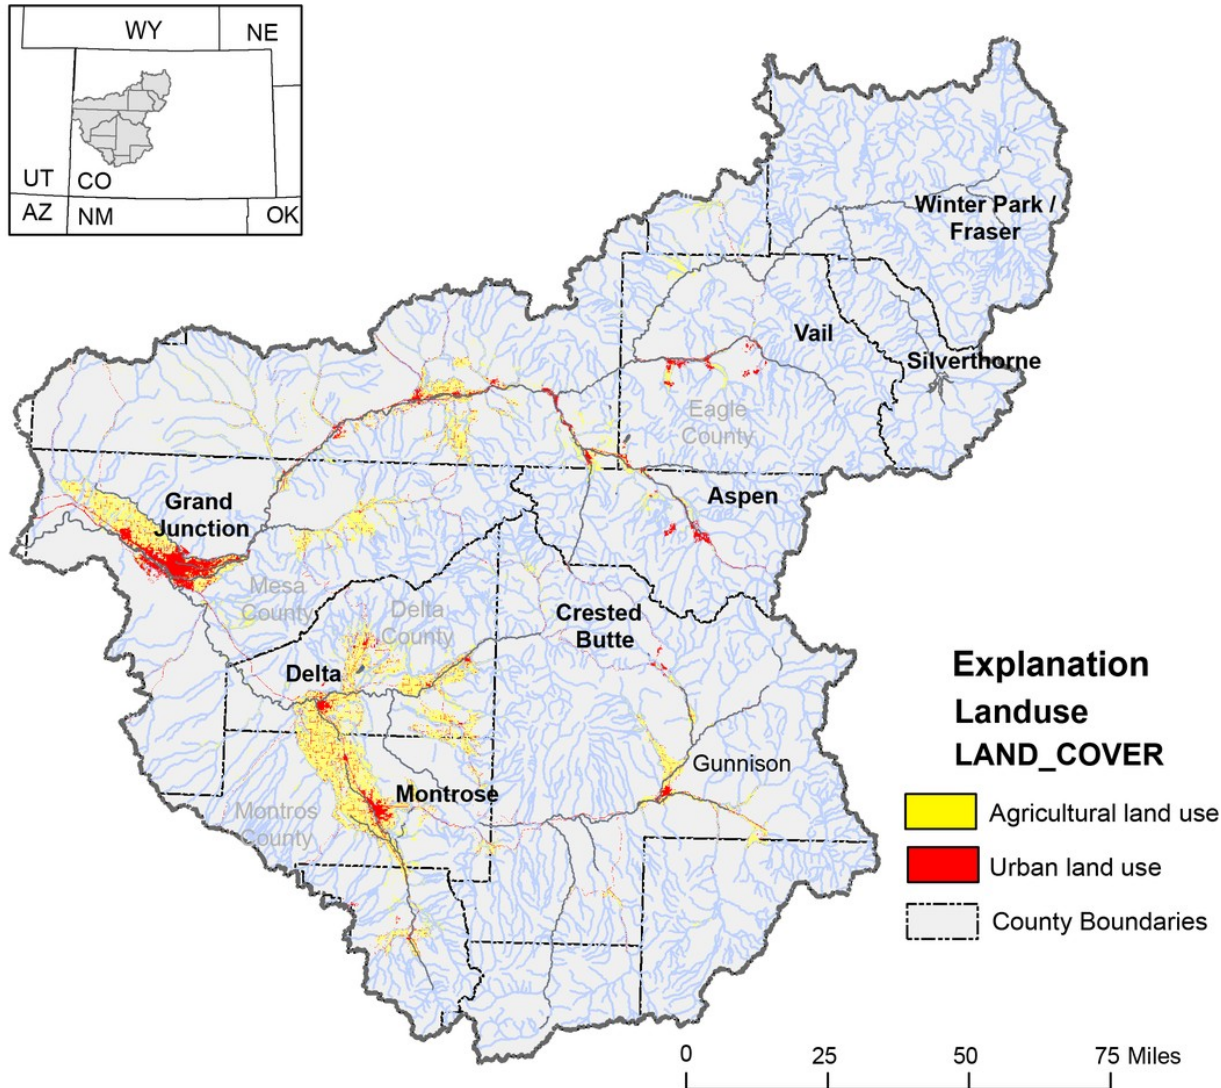 WY
NE
UT
CO
AZ
NM
OK
Winter Park /
Fraser
Vail
Silverthorne
Eagle
County
Grand
Junction
Aspen
Mesa
County
Delta
County
Crested
Butte
Delta
Gunnison
Montrose
Montros
County
Explanation
Landuse
LAND_COVER
Agricultural land use
Urban land use
County Boundaries
0 25 50 75 Miles